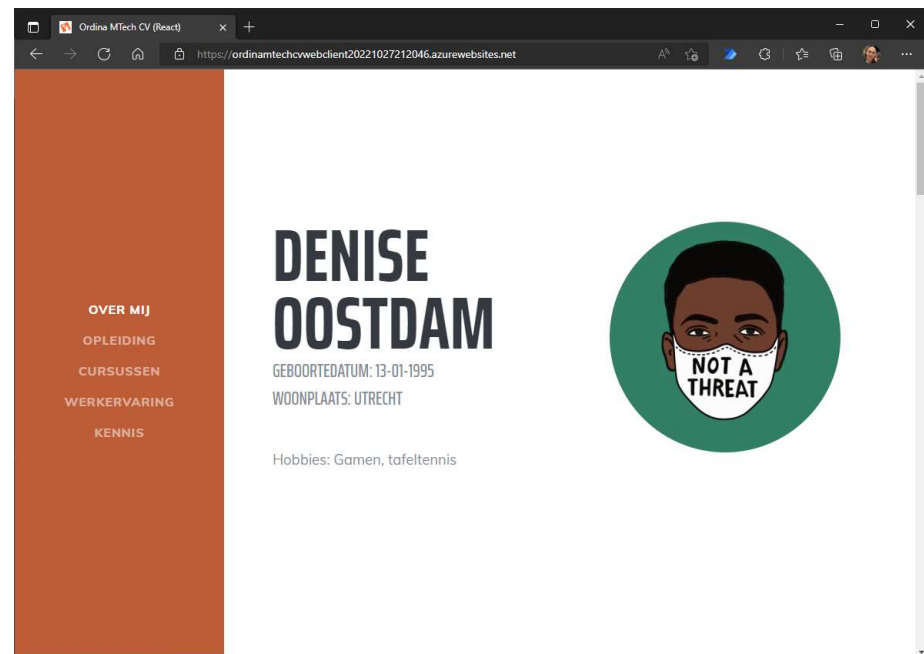 Ordina MTech CV (React)
https://ordinamtechcvwebclient20221027212046.azurewebsites.net
OVER MIJ
OPLEIDING
CURSUSSEN
WERKERVARING
KENNIS
DENISE
OOSTDAM
GEBOORTEDATUM: 13-01-1995
WOONPLAATS: UTRECHT
Hobbies: Gamen, tafeltennis
NOT A
THREAT